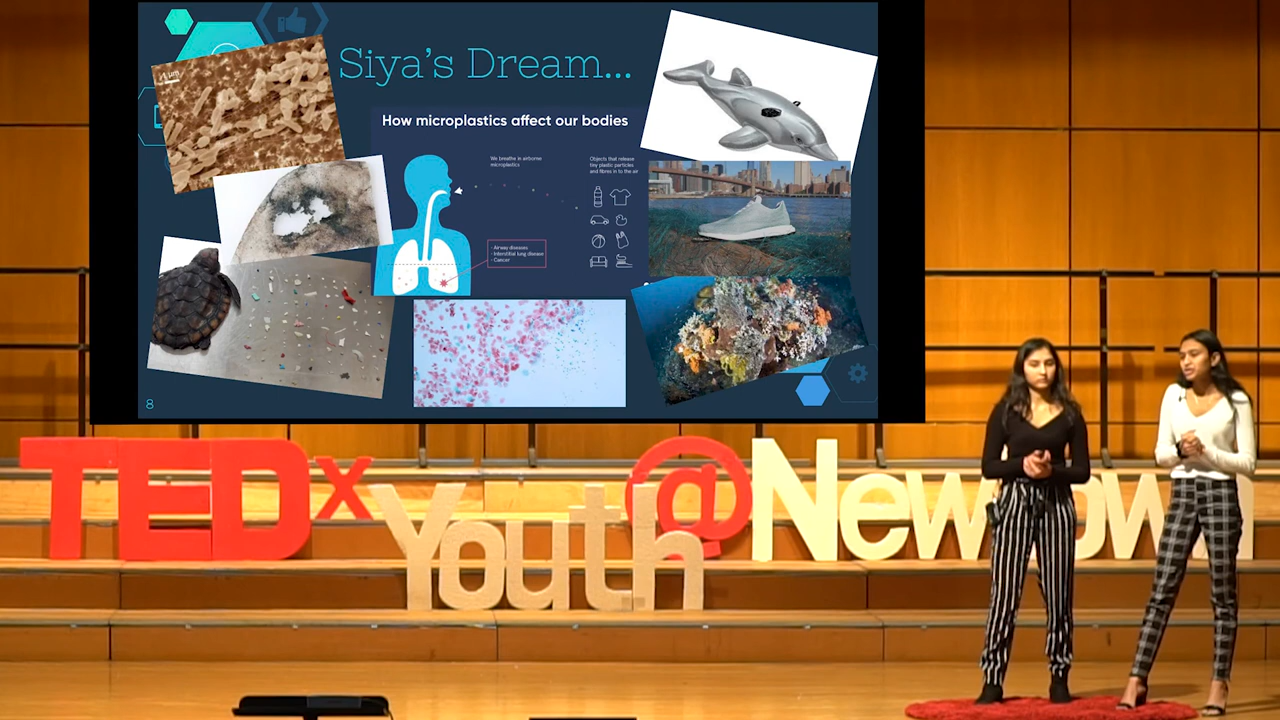 Siya's Dream...
How microplastics affect our bodies
We breathe in airborne
microplastics
Objects that release
tiny plastic particles
and fibres in to the air
- Airway diseases
- Interstitial lung disease
- Cancer
8
TEDx
Youth
@Newtown